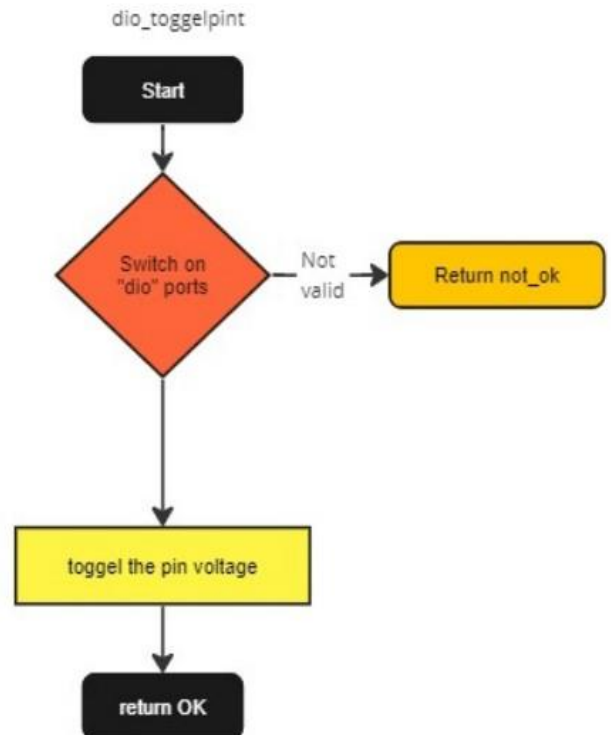 dio_toggelpint
Start
Switch on
"dio" ports
Not
valid
Return not_ok
toggel the pin voltage
return OK